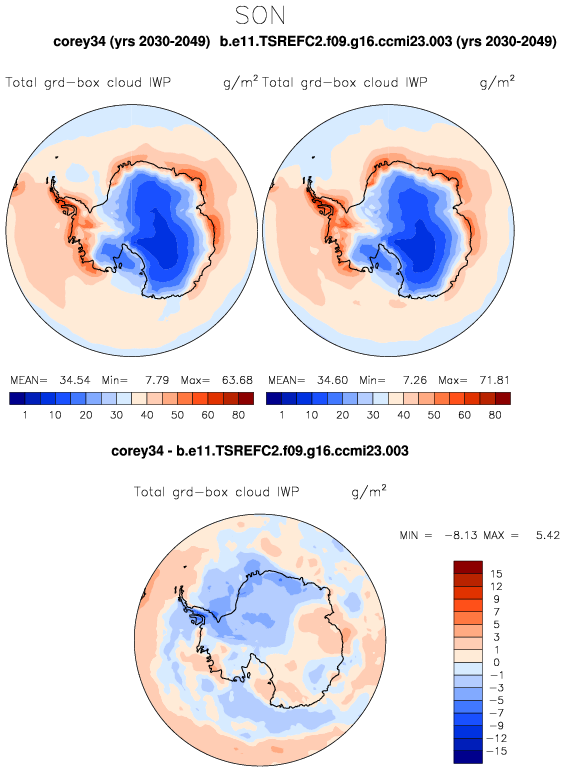 SON
corey34 (yrs 2030-2049) b.e11.TSREFC2.f09.g16.ccmi23.003 (yrs 2030-2049)
Total grd-box cloud IWP g/m² Total grd-box cloud IWP g/m²
MEAN= 34.54 Min= 7.79 Max= 63.68 MEAN= 34.60 Min= 7.26 Max= 71.81
1 10 20 30 40 50 60 80 1 10 20 30 40 50 60 80
corey34 - b.e11.TSREFC2.f09.g16.ccmi23.003
Total grd-box cloud IWP g/m²
MIN = -8.13 MAX = 5.42
15
12
9
7
5
3
1
0
-1
-3
-5
-7
-9
-12
-15